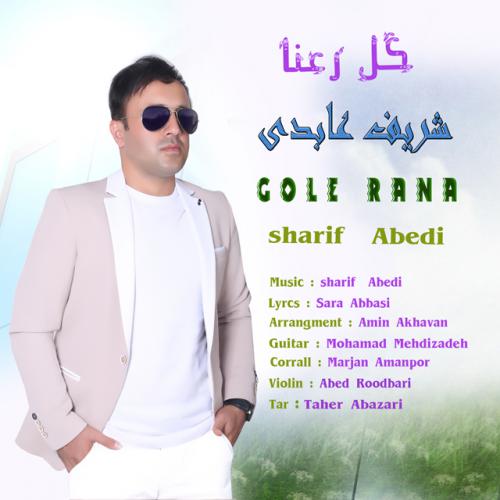 گل رعنا
شریف عابدی
GOLE RANA
sharif Abedi
Music : sharif Abedi
Lyrcs : Sara Abbasi
Arrangment : Amin Akhavan
Guitar : Mohamad Mehdizadeh
Corrall : Marjan Amanpor
Violin : Abed Roodbari
Tar : Taher Abazari